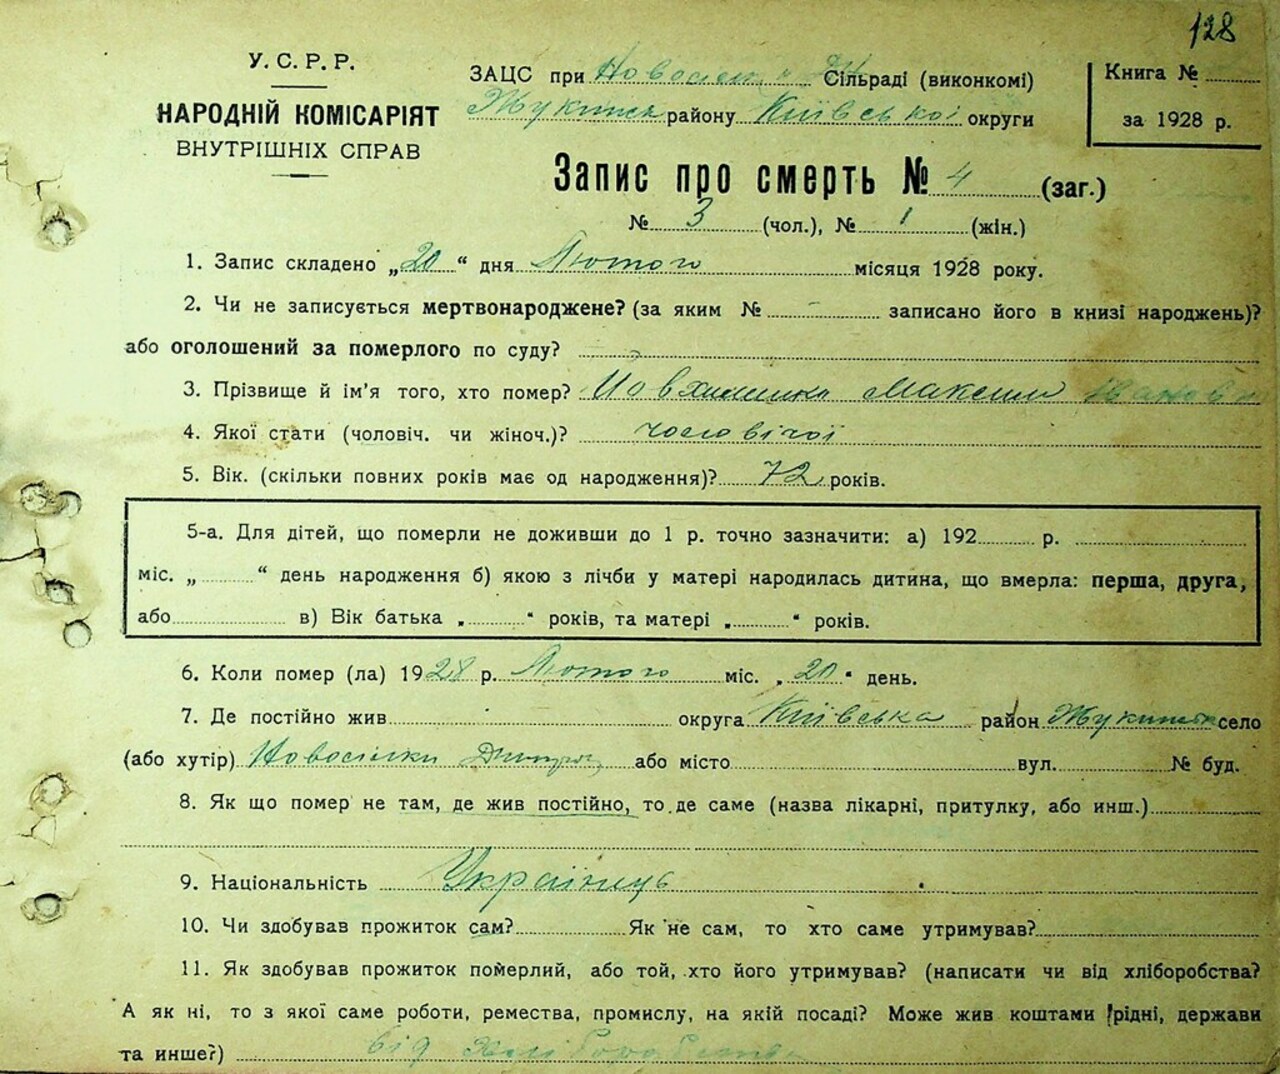 128
У. С. Р. Р.
НАРОДНІЙ КОМІСАРІЯТ
ВНУТРІШНІХ СПРАВ
ЗАЦС при Сільраді (виконкомі)
району Київської округи
Книга №
за 1928 р.
Запис про смерть № 4 (заг.)
№ 3 (чол.), № 1 (жін.)
1. Запис складено „20“ дня Лютого місяця 1928 року.
2. Чи не записується мертвонароджене? (за яким № - записано його в книзі народжень)?
або оголошений за померлого по суду?
3. Прізвище й ім'я того, хто помер? Максим
4. Якої стати (чоловіч. чи жіноч.)? чоловічої
5. Вік. (скільки повних років має од народження)? 72 років.
5-а. Для дітей, що померли не доживши до 1 р. точно зазначити: а) 192 р.
міс. „ “ день народження б) якою з лічби у матері народилась дитина, що вмерла: перша, друга,
або в) Вік батька „ “ років, та матері „ “ років.
6. Коли помер (ла) 1928 р. Лютого міс. „20“ день.
7. Де постійно жив округа Київська район село
(або хутір) Новосілки або місто вул. № буд.
8. Як що помер не там, де жив постійно, то де саме (назва лікарні, притулку, або инш.)
9. Національність Українець
10. Чи здобував прожиток сам? Як не сам, то хто саме утримував?
11. Як здобував прожиток померлий, або той, хто його утримував? (написати чи від хліборобства?
А як ні, то з якої саме роботи, ремества, промислу, на якій посаді? Може жив коштами рідні, держави
та инше?) від